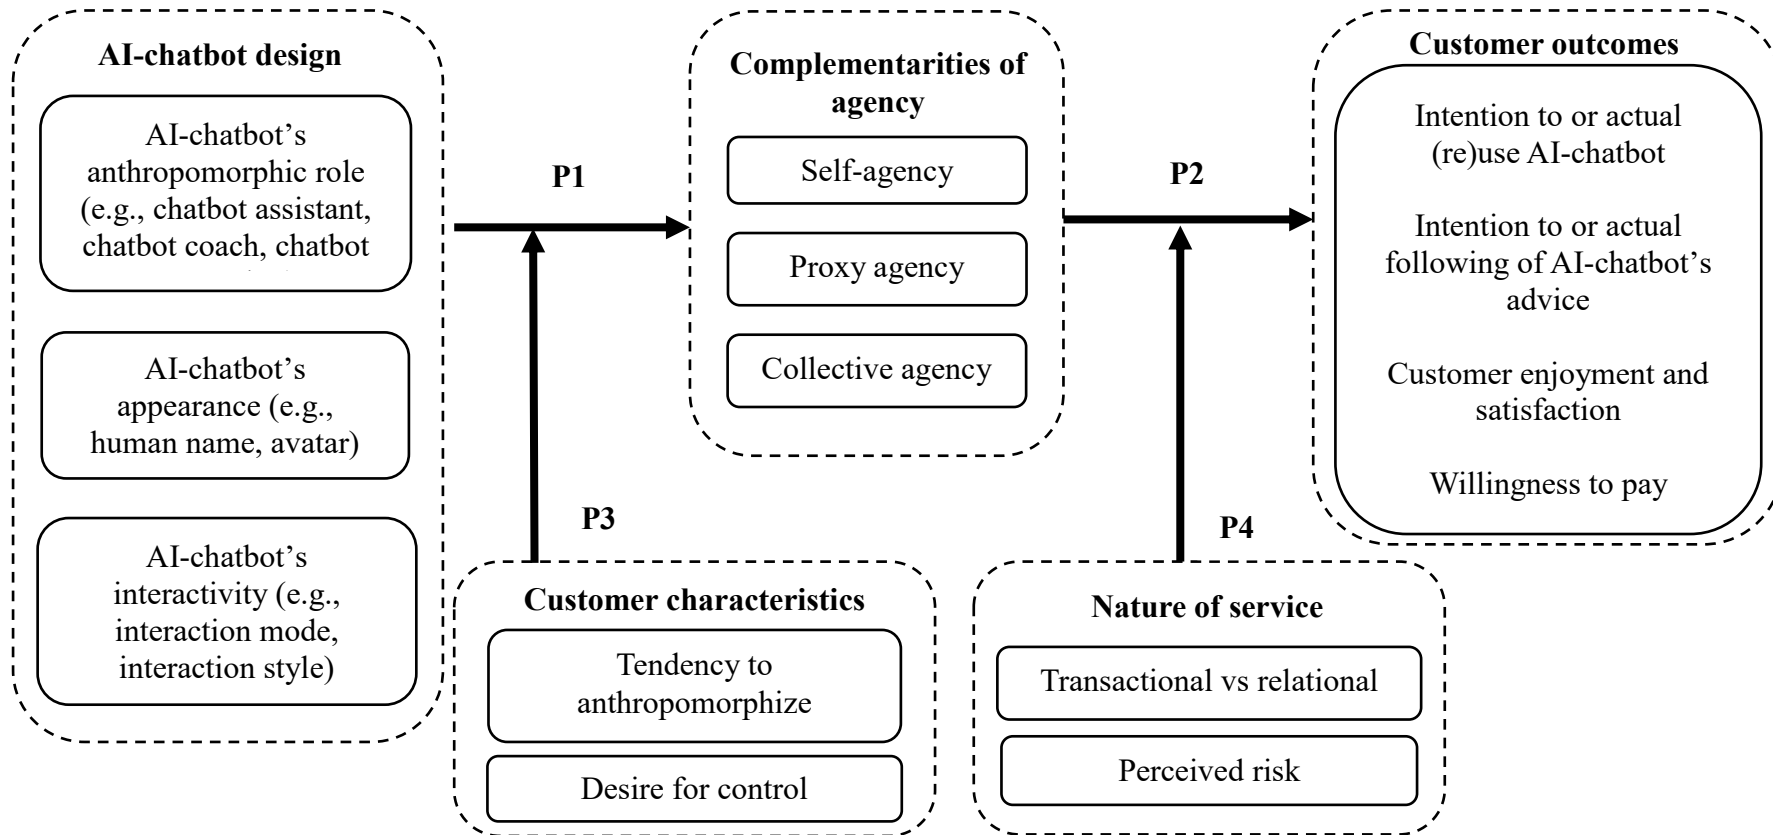 AI-chatbot design
AI-chatbot's
anthropomorphic role
(e.g., chatbot assistant,
chatbot coach, chatbot
AI-chatbot's
appearance (e.g.,
human name, avatar)
AI-chatbot's
interactivity (e.g.,
interaction mode,
interaction style)
P1
Complementarities of
agency
Self-agency
Proxy agency
Collective agency
P2
Customer outcomes
Intention to or actual
(re)use AI-chatbot
Intention to or actual
following of AI-chatbot's
advice
Customer enjoyment and
satisfaction
Willingness to pay
P3
Customer characteristics
Tendency to
anthropomorphize
Desire for control
P4
Nature of service
Transactional vs relational
Perceived risk